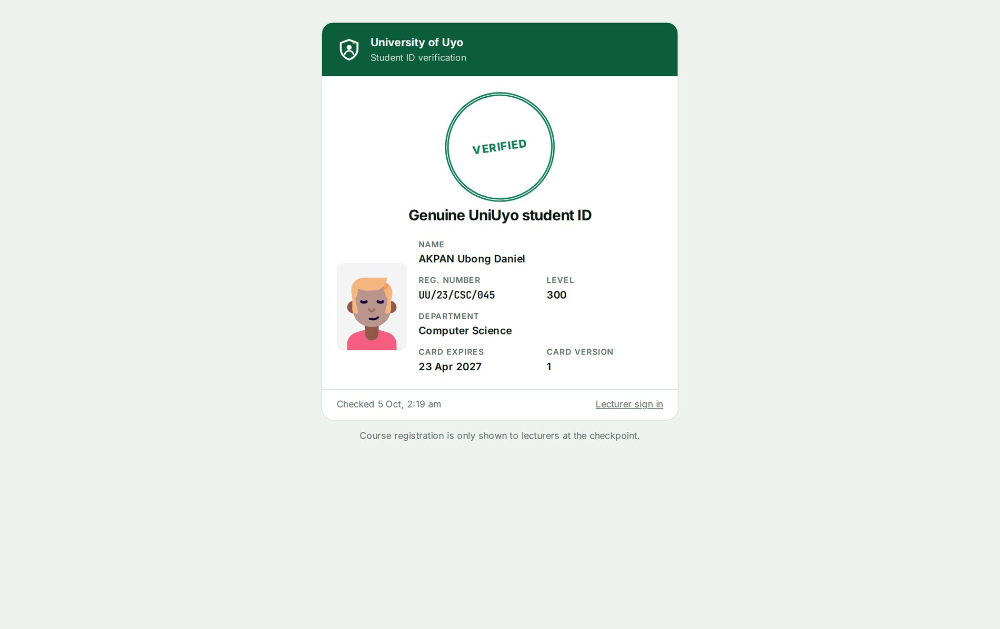 University of Uyo
Student ID verification
VERIFIED
Genuine UniUyo student ID
NAME
AKPAN Ubong Daniel
REG. NUMBER LEVEL
UU/23/CSC/045 300
DEPARTMENT
Computer Science
CARD EXPIRES CARD VERSION
23 Apr 2027 1
Checked 5 Oct, 2:19 am Lecturer sign in
Course registration is only shown to lecturers at the checkpoint.